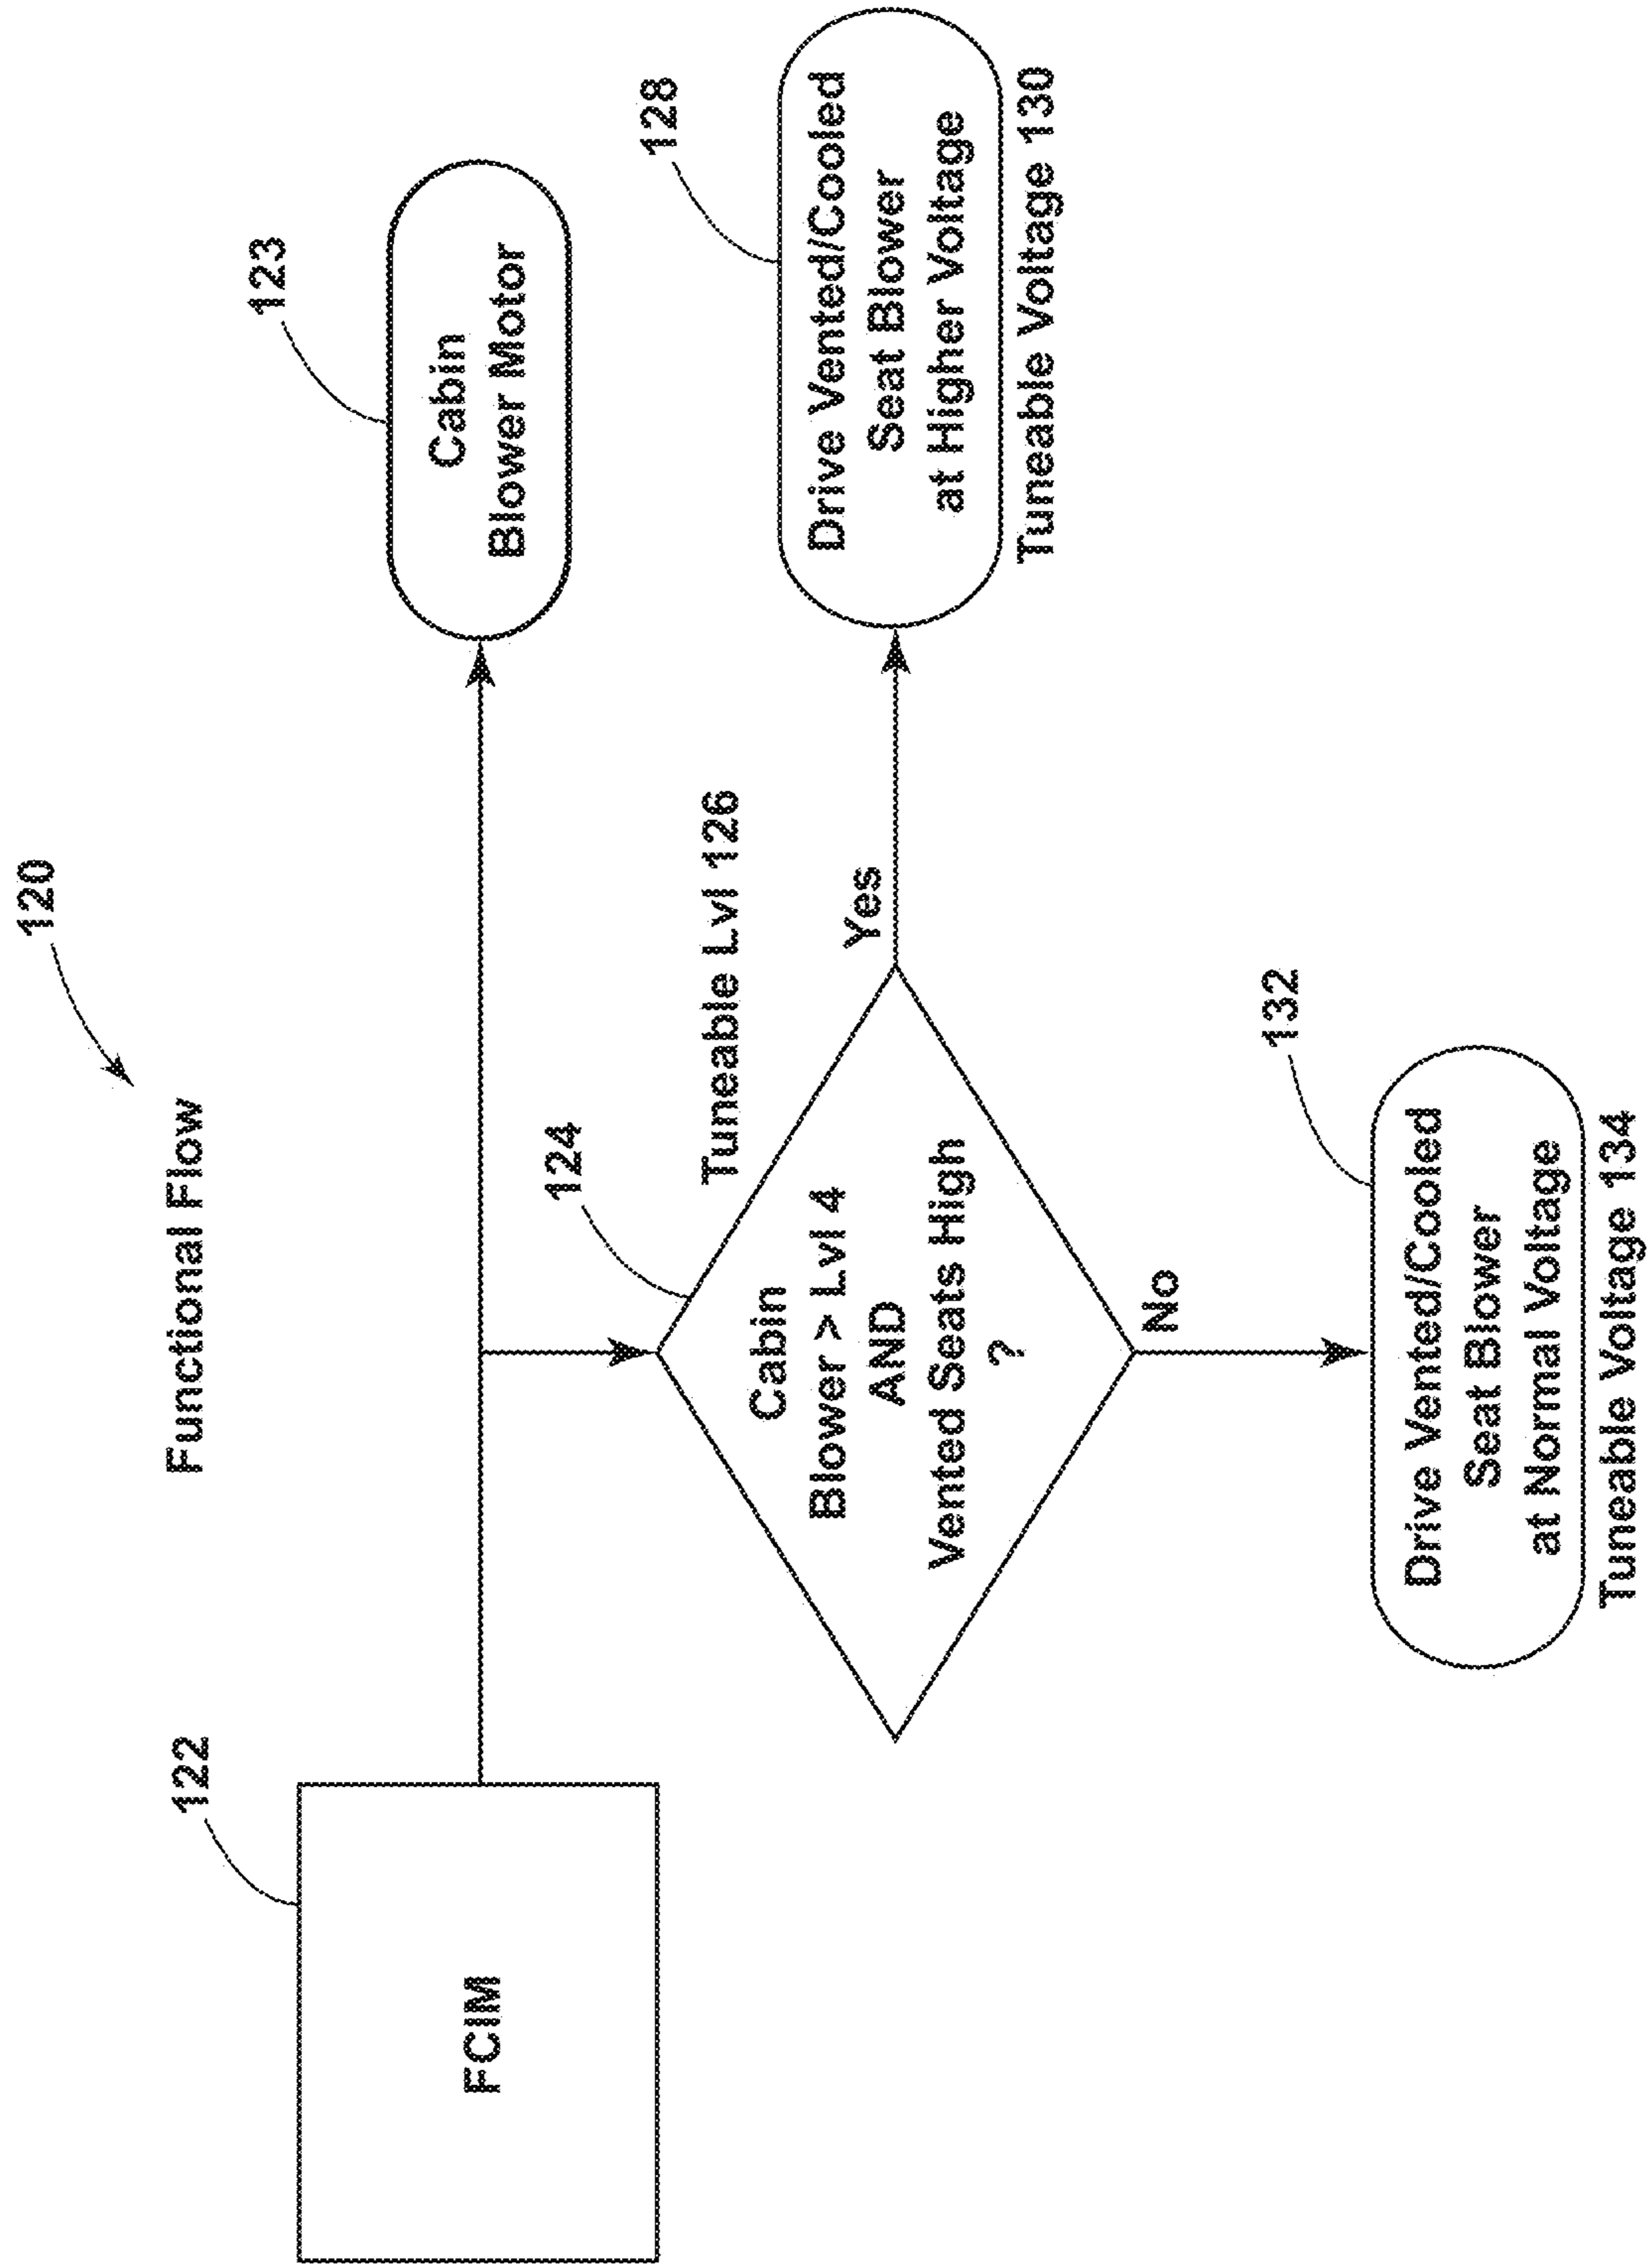 120
Functional Flow
122
FCIM
123
Cabin
Blower Motor
124
Tuneable Lvl 126
Cabin
Blower > Lvl 4
AND
Vented Seats High
?
Yes
128
Drive Vented/Cooled
Seat Blower
at Higher Voltage
Tuneable Voltage 130
No
132
Drive Vented/Cooled
Seat Blower
at Normal Voltage
Tuneable Voltage 134